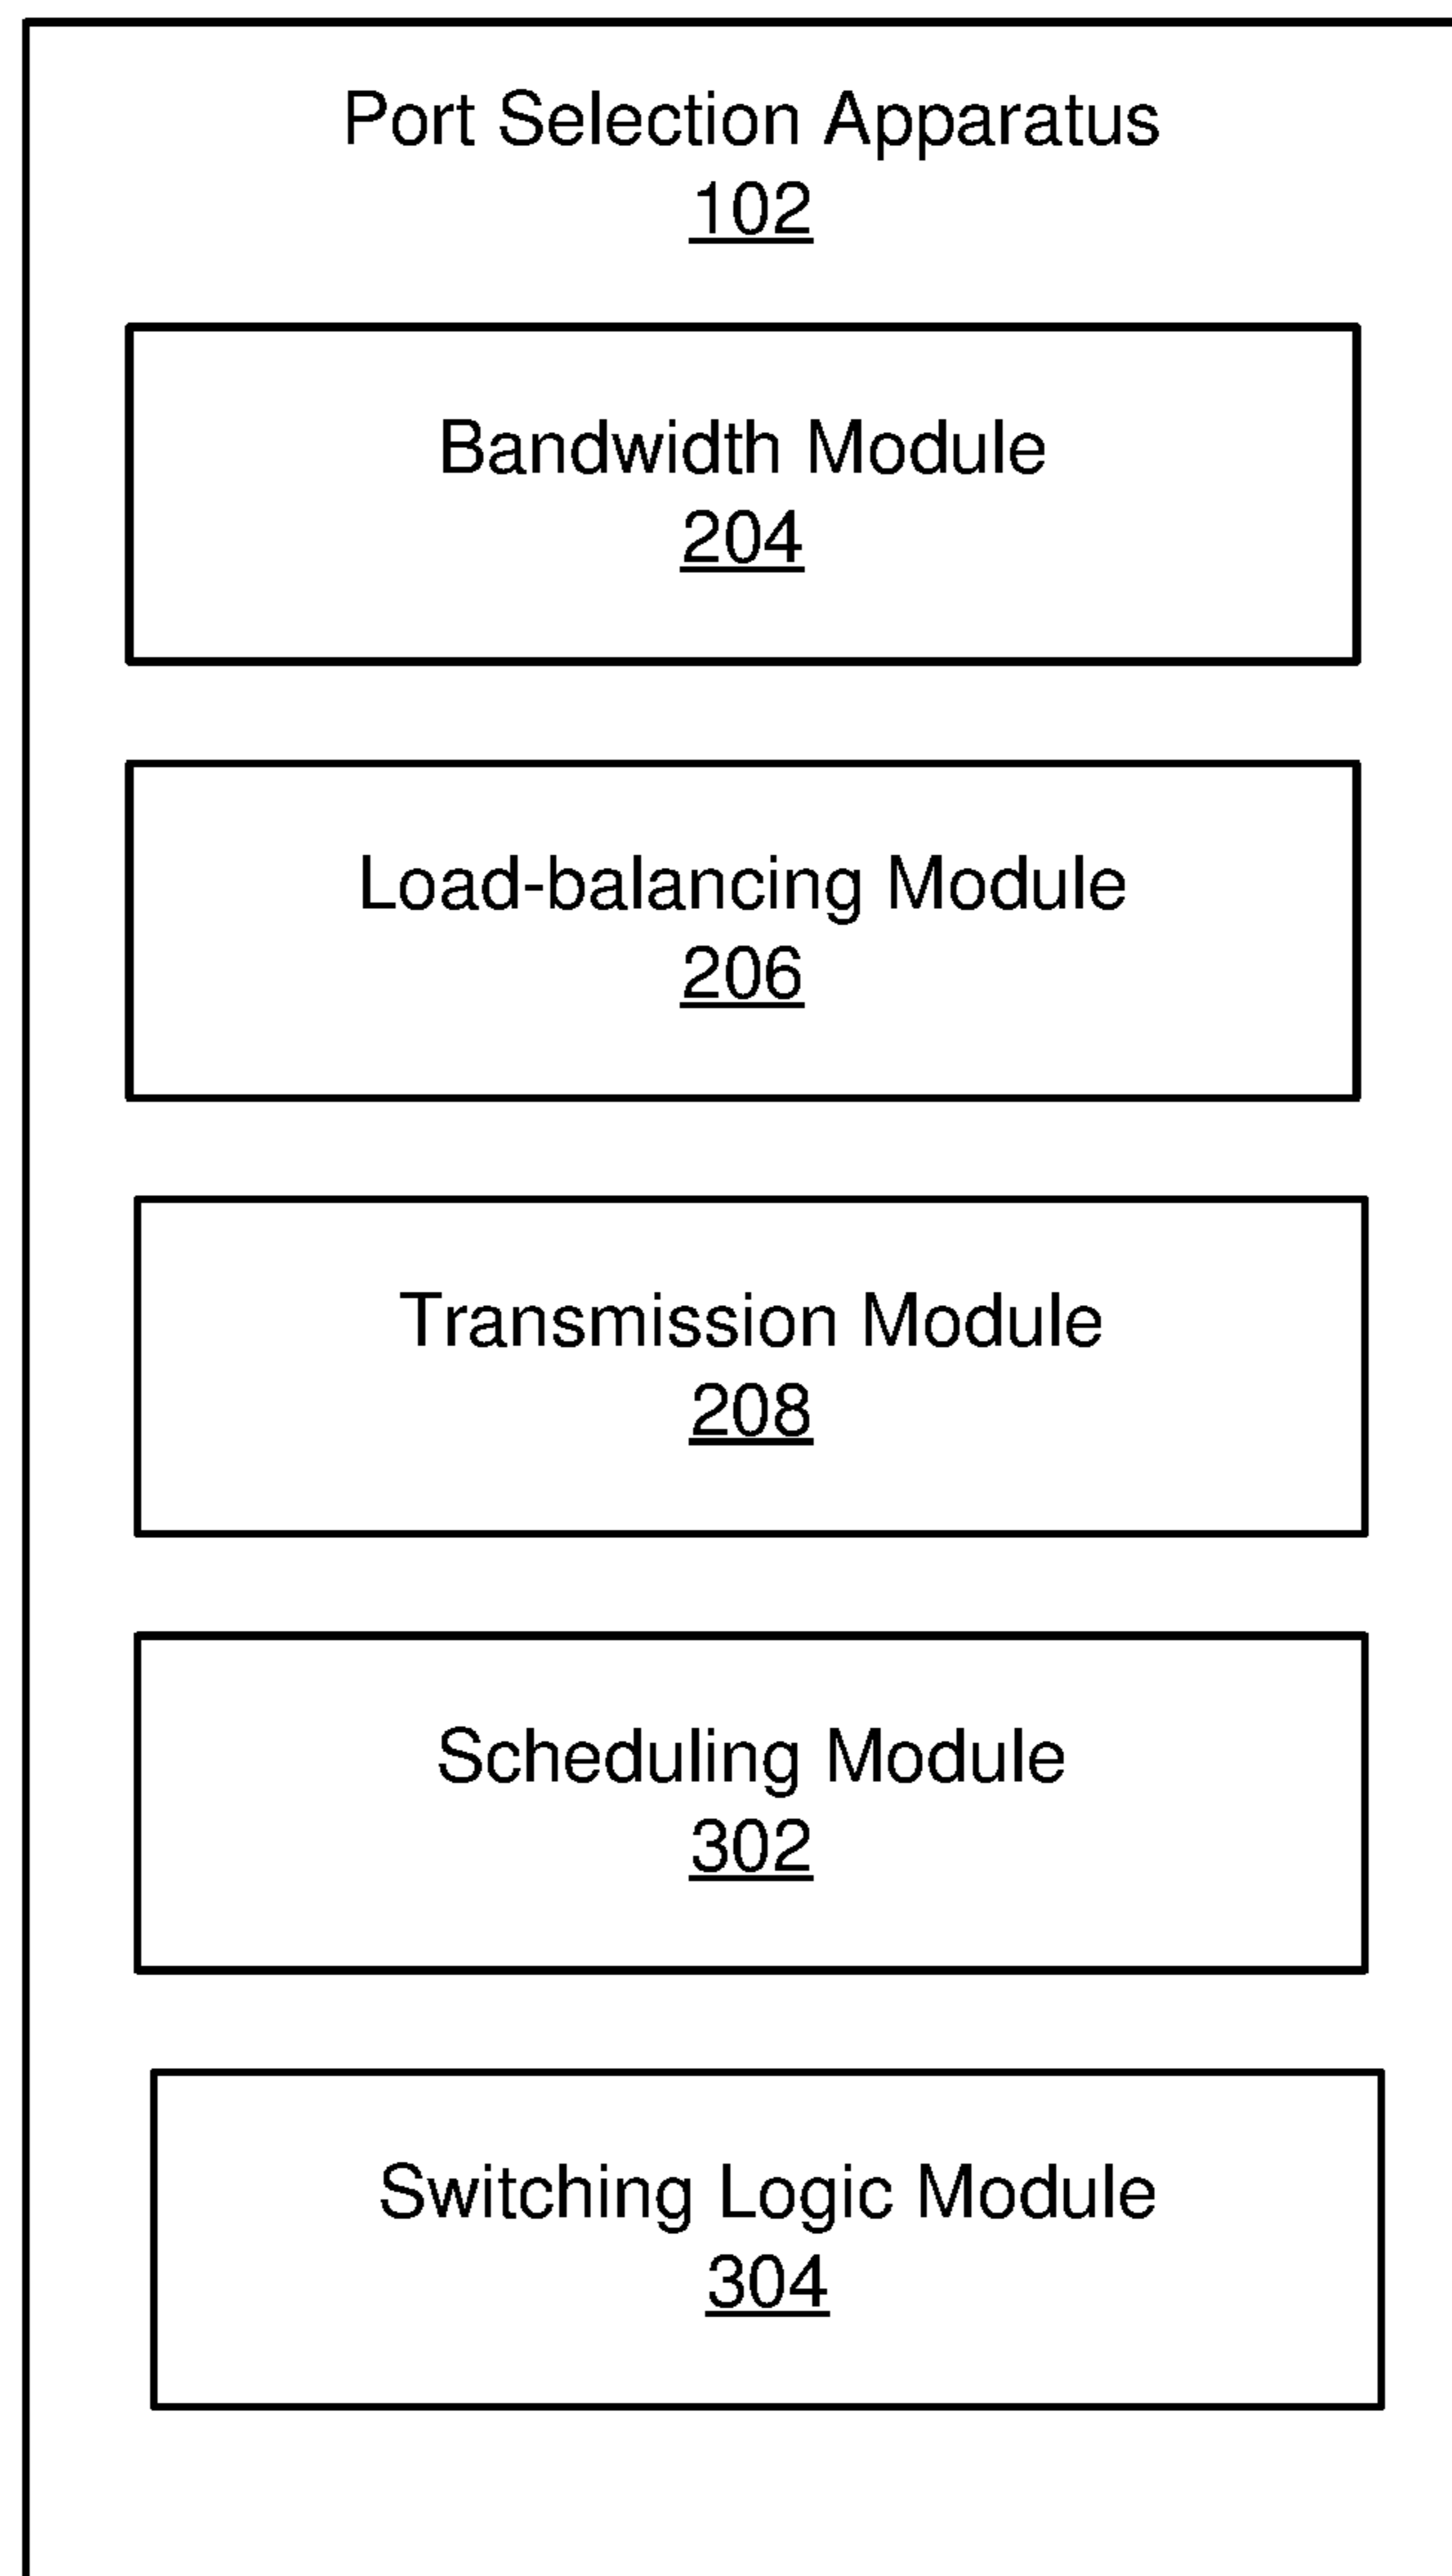 Port Selection Apparatus
102
Bandwidth Module
204
Load-balancing Module
206
Transmission Module
208
Scheduling Module
302
Switching Logic Module
304